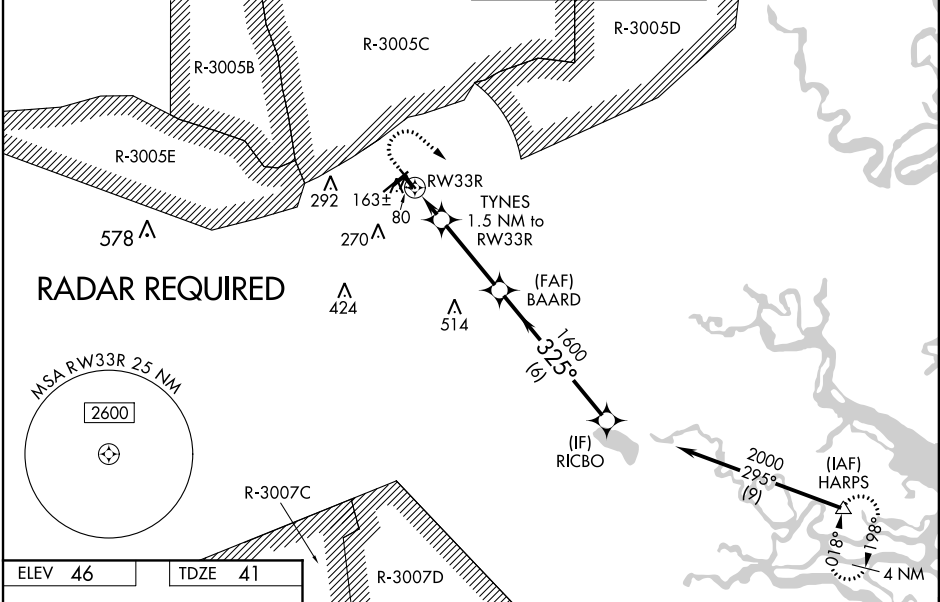 R-3005D
R-3005C
R-3005B
R-3005E
RW33R
292
163±
80
TYNES
1.5 NM to
RW33R
578
270
(FAF)
BAARD
RADAR REQUIRED
424
514
1600
325°
(6)
MSA RW33R 25 NM
2600
(IF)
RICBO
2000
295°
(9)
(IAF)
HARPS
R-3007C
018°
198°
4 NM
R-3007D
ELEV 46
TDZE 41